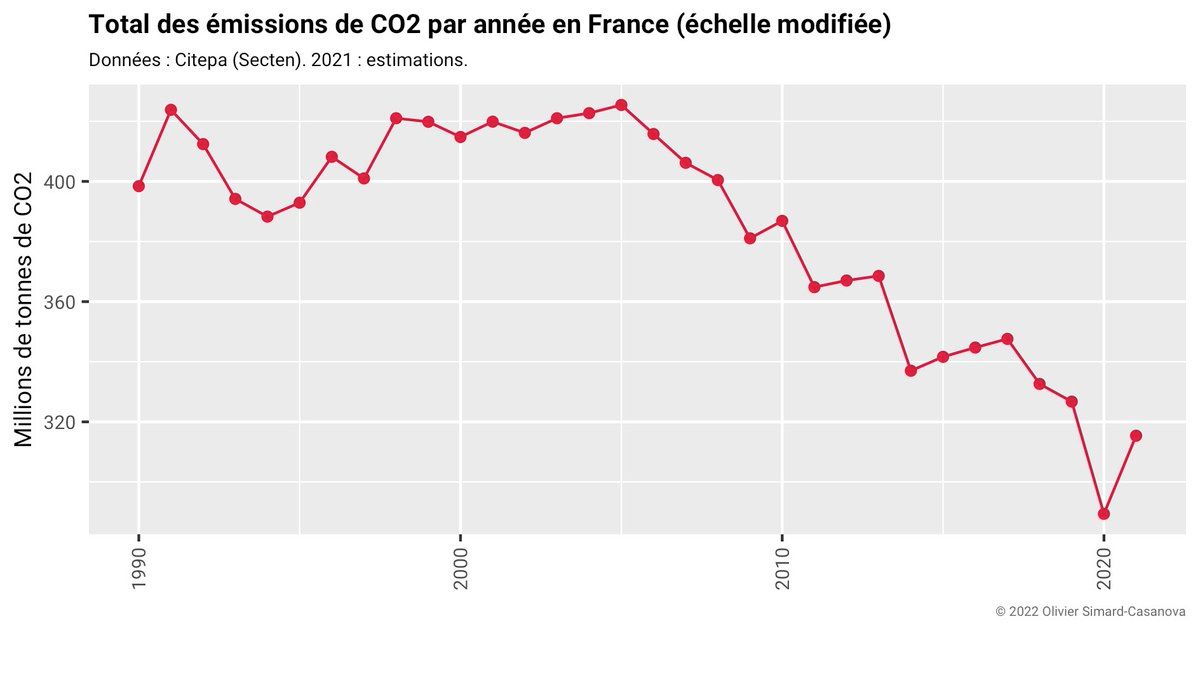 Total des émissions de CO2 par année en France (échelle modifiée)
Données : Citepa (Secten). 2021 : estimations.
Millions de tonnes de CO2
400
360
320
1990
2000
2010
2020
© 2022 Olivier Simard-Casanova